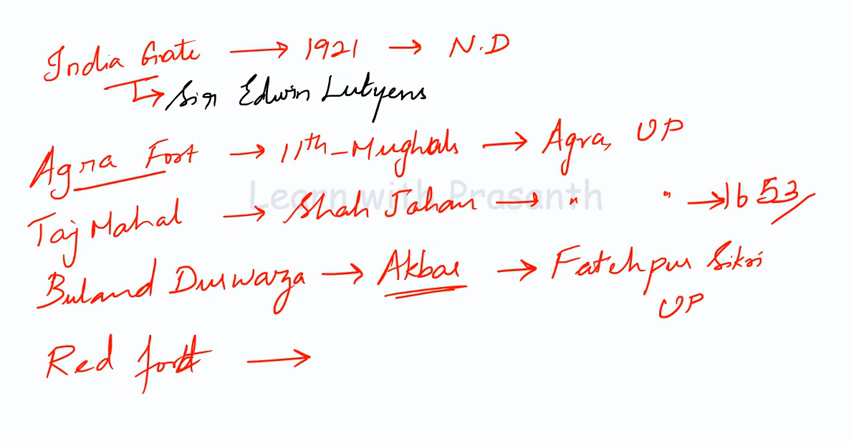 India Gate → 1921 → N.D
↳ Sir Edwin Lutyens
Agra Fort → 11th - Mughals → Agra, UP
Learn with Prasanth
Taj Mahal → Shah Jahan → " " → 1653
Buland Durwarza → Akbar → Fatehpur Sikri
UP
Red fort →